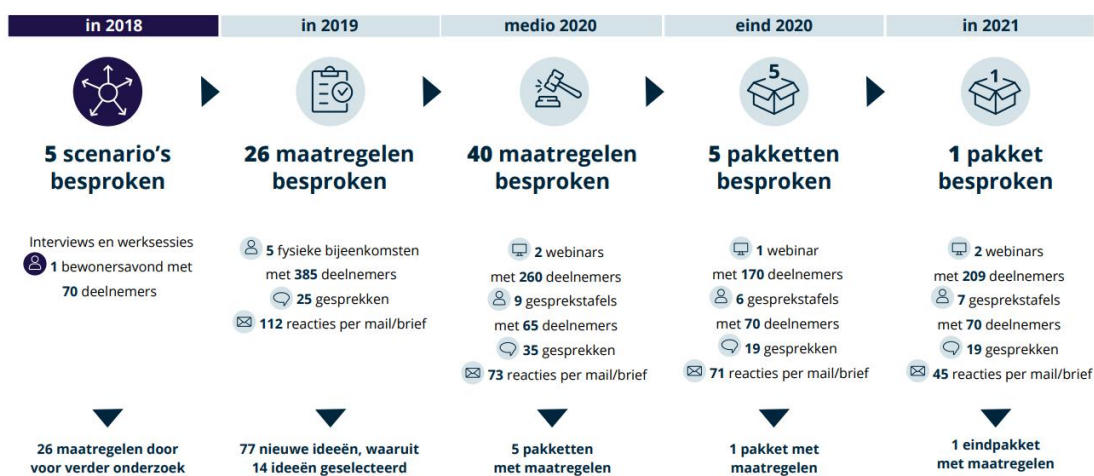 in 2018
in 2019
medio 2020
eind 2020
in 2021
5
1
5 scenario's
besproken
26 maatregelen
besproken
40 maatregelen
besproken
5 pakketten
besproken
1 pakket
besproken
Interviews en werksessies
1 bewonersavond met
70 deelnemers
5 fysieke bijeenkomsten
met 385 deelnemers
25 gesprekken
112 reacties per mail/brief
2 webinars
met 260 deelnemers
9 gesprekstafels
met 65 deelnemers
35 gesprekken
73 reacties per mail/brief
1 webinar
met 170 deelnemers
6 gesprekstafels
met 70 deelnemers
19 gesprekken
71 reacties per mail/brief
2 webinars
met 209 deelnemers
7 gesprekstafels
met 70 deelnemers
19 gesprekken
45 reacties per mail/brief
26 maatregelen door
voor verder onderzoek
77 nieuwe ideeën, waaruit
14 ideeën geselecteerd
5 pakketten
met maatregelen
1 pakket met
maatregelen
1 eindpakket
met maatregelen